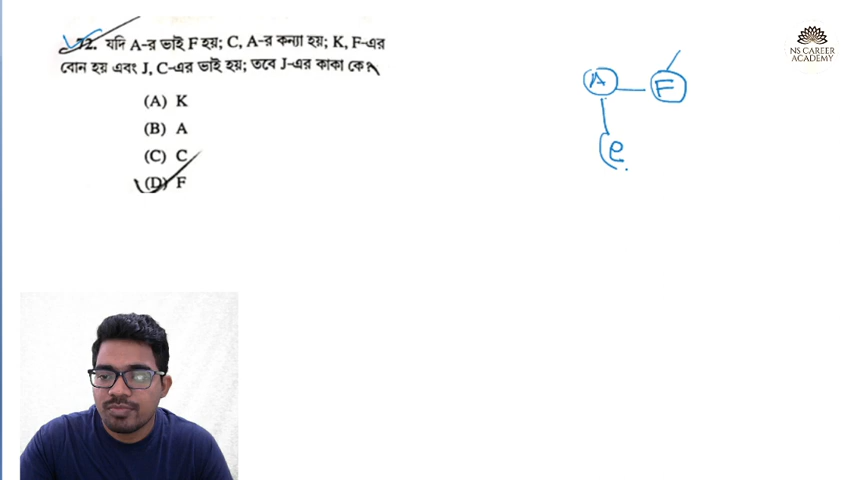 72. যদি A-র ভাই F হয়; C, A-র কন্যা হয়; K, F-এর
বোন হয় এবং J, C-এর ভাই হয়; তবে J-এর কাকা কে?
(A) K
(B) A
(C) C
(D) F
A
F
NS CAREER
ACADEMY